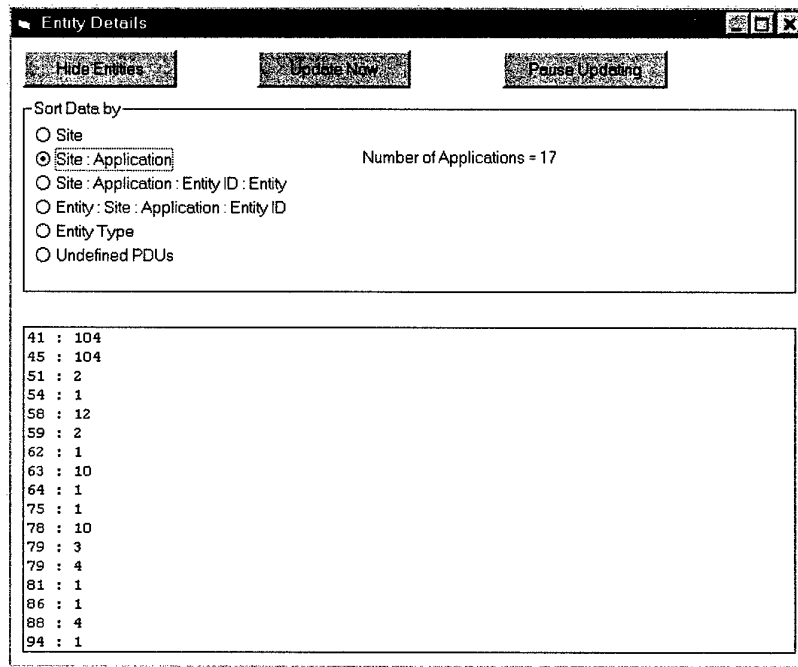 Entity Details
Hide Entities Update Now Pause Updating
Sort Data by
Site
Site : Application Number of Applications = 17
Site : Application : Entity ID : Entity
Entity : Site : Application : Entity ID
Entity Type
Undefined PDUs
41 : 104
45 : 104
51 : 2
54 : 1
58 : 12
59 : 2
62 : 1
63 : 10
64 : 1
75 : 1
78 : 10
79 : 3
79 : 4
81 : 1
86 : 1
88 : 4
94 : 1